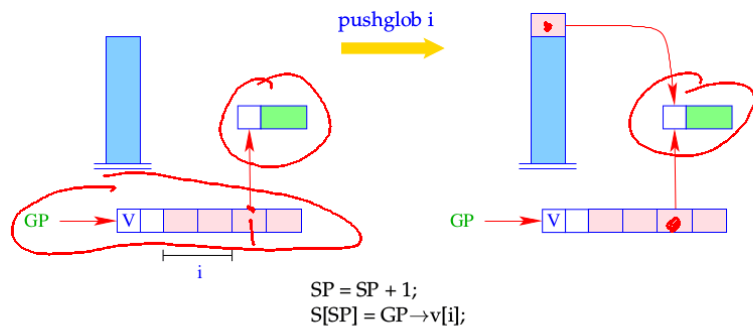 pushglob i
GP
V
i
GP
V
SP = SP + 1;
S[SP] = GP→v[i];